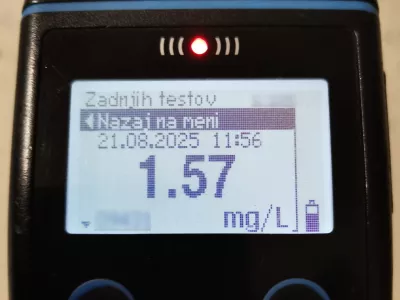 Zadnjih testov
Nazaj na meni
21.08.2025 11:56
1.57
mg/L